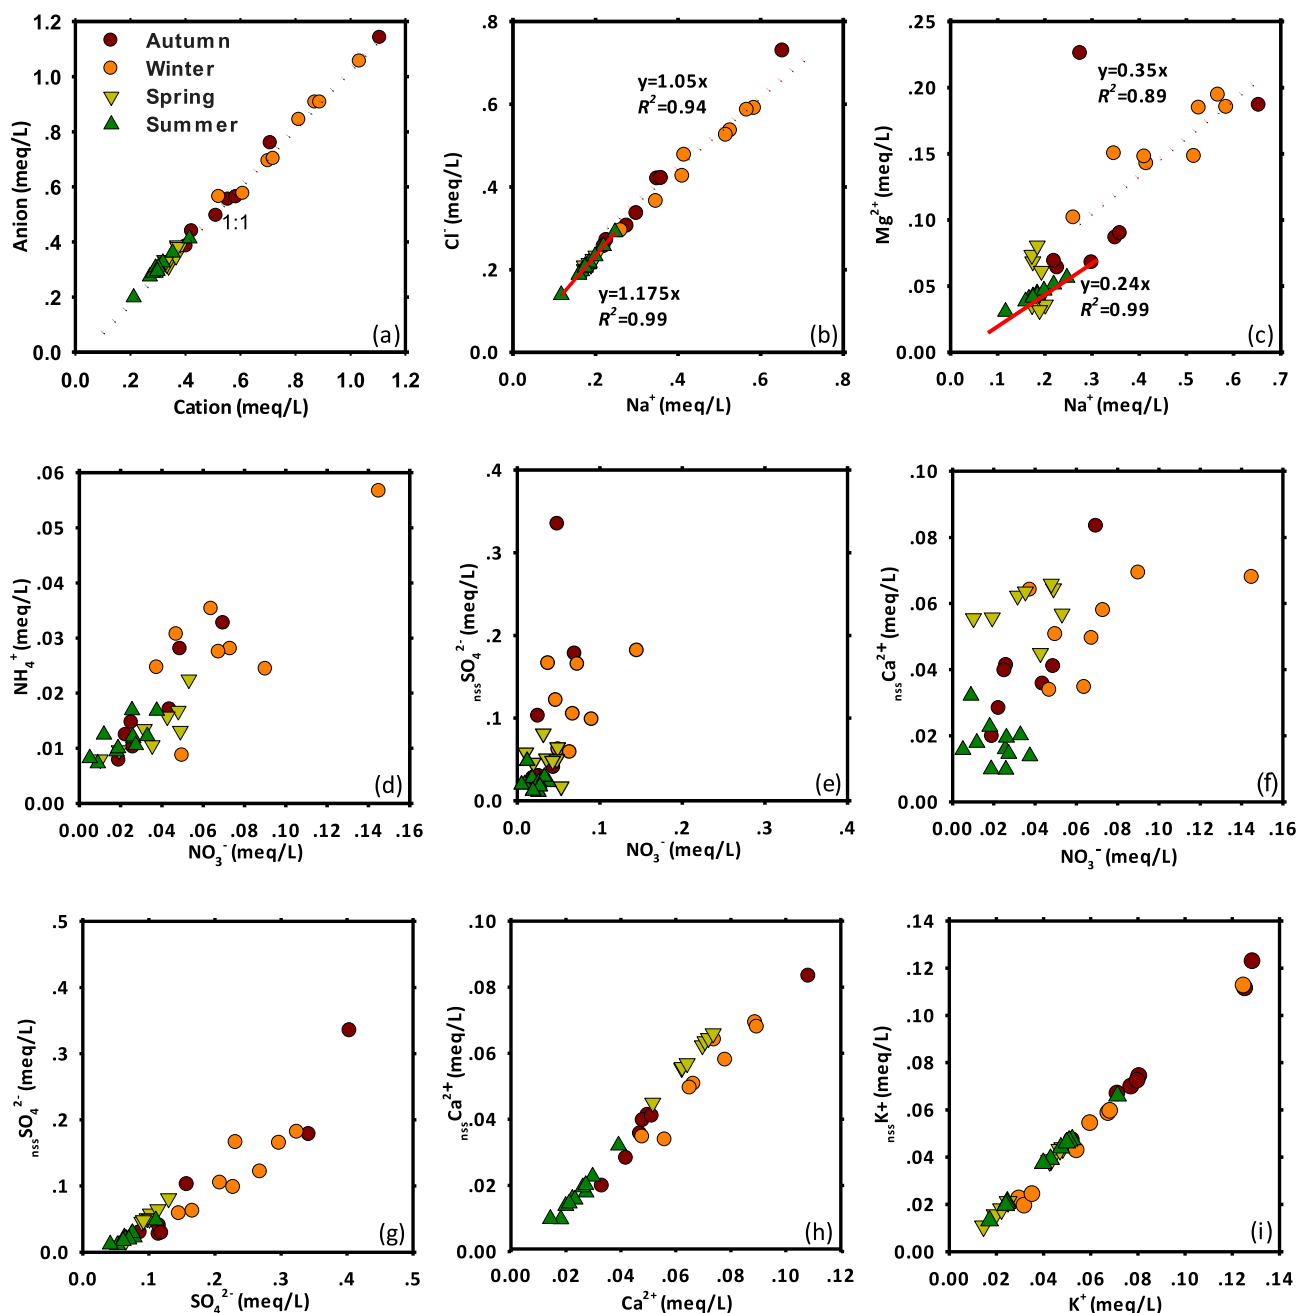 1.2
1.0
.8
.6
.4
.2
0.0
Anion (meq/L)
Autumn
Winter
Spring
Summer
1:1
(a)
0.0 .2 .4 .6 .8 1.0 1.2
Cation (meq/L)
.8
.6
.4
.2
0.0
Cl⁻ (meq/L)
y=1.05x
R²=0.94
y=1.175x
R²=0.99
(b)
0.0 .2 .4 .6 .8
Na⁺ (meq/L)
.25
.20
.15
.10
.05
0.00
Mg²⁺ (meq/L)
y=0.35x
R²=0.89
y=0.24x
R²=0.99
(c)
.1 .2 .3 .4 .5 .6 .7
Na⁺ (meq/L)
.06
.05
.04
.03
.02
.01
0.00
NH₄⁺ (meq/L)
(d)
0.00 .02 .04 .06 .08 .10 .12 .14 .16
NO₃⁻ (meq/L)
.4
.3
.2
.1
0.0
nssSO₄²⁻ (meq/L)
(e)
0.0 .1 .2 .3 .4
NO₃⁻ (meq/L)
.10
.08
.06
.04
.02
0.00
nssCa²⁺ (meq/L)
(f)
0.00 .02 .04 .06 .08 .10 .12 .14 .16
NO₃⁻ (meq/L)
.5
.4
.3
.2
.1
0.0
nssSO₄²⁻ (meq/L)
(g)
0.0 .1 .2 .3 .4 .5
SO₄²⁻ (meq/L)
.10
.08
.06
.04
.02
0.00
nssCa²⁺ (meq/L)
(h)
0.00 .02 .04 .06 .08 .10 .12
Ca²⁺ (meq/L)
.14
.12
.10
.08
.06
.04
.02
0.00
nssK+ (meq/L)
(i)
0.00 .02 .04 .06 .08 .10 .12 .14
K⁺ (meq/L)